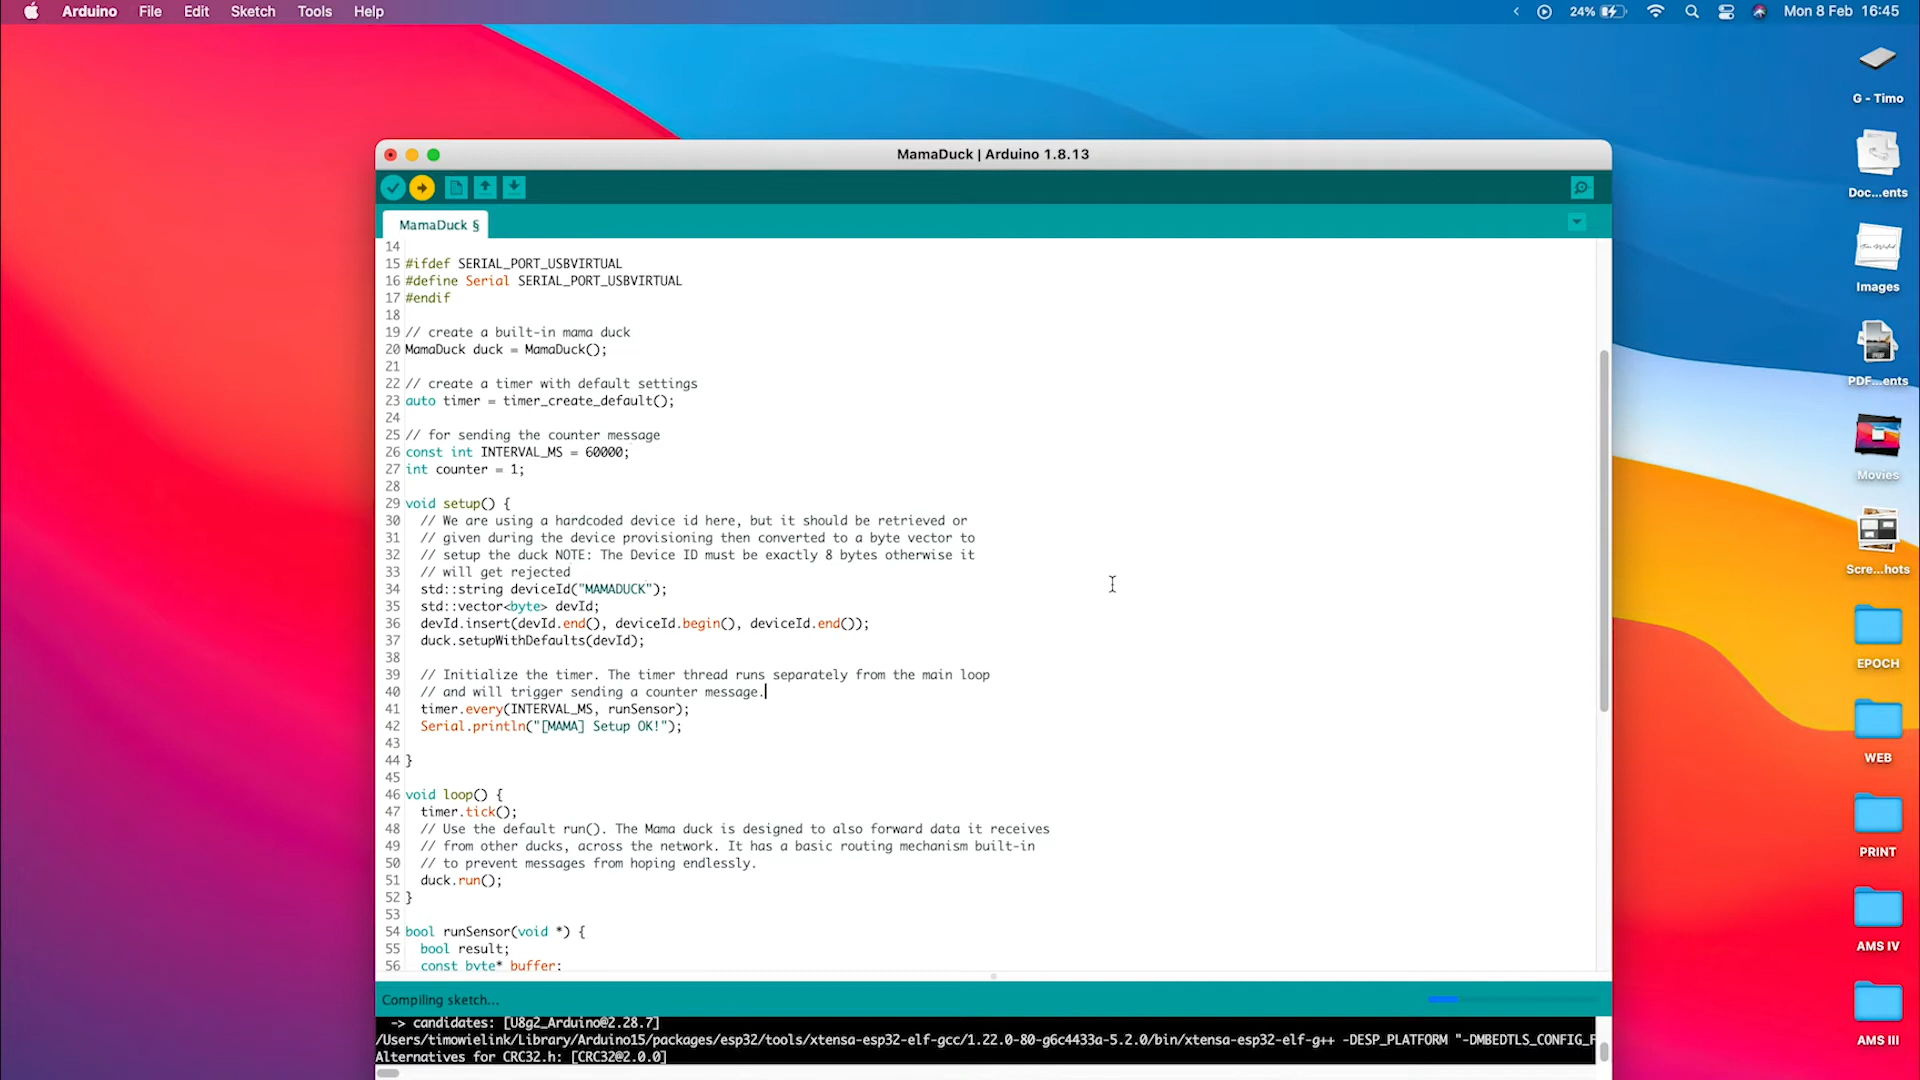 Arduino File Edit Sketch Tools Help
24% Mon 8 Feb 16:45
G - Timo
Doc...ents
Images
PDF...ents
Movies
Scre...hots
EPOCH
WEB
PRINT
AMS IV
AMS III
MamaDuck | Arduino 1.8.13
MamaDuck §
14
15 #ifdef SERIAL_PORT_USBVIRTUAL
16 #define Serial SERIAL_PORT_USBVIRTUAL
17 #endif
18
19 // create a built-in mama duck
20 MamaDuck duck = MamaDuck();
21
22 // create a timer with default settings
23 auto timer = timer_create_default();
24
25 // for sending the counter message
26 const int INTERVAL_MS = 60000;
27 int counter = 1;
28
29 void setup() {
30 // We are using a hardcoded device id here, but it should be retrieved or
31 // given during the device provisioning then converted to a byte vector to
32 // setup the duck NOTE: The Device ID must be exactly 8 bytes otherwise it
33 // will get rejected
34 std::string deviceId("MAMADUCK");
35 std::vector<byte> devId;
36 devId.insert(devId.end(), deviceId.begin(), deviceId.end());
37 duck.setupWithDefaults(devId);
38
39 // Initialize the timer. The timer thread runs separately from the main loop
40 // and will trigger sending a counter message.
41 timer.every(INTERVAL_MS, runSensor);
42 Serial.println("[MAMA] Setup OK!");
43
44 }
45
46 void loop() {
47 timer.tick();
48 // Use the default run(). The Mama duck is designed to also forward data it receives
49 // from other ducks, across the network. It has a basic routing mechanism built-in
50 // to prevent messages from hoping endlessly.
51 duck.run();
52 }
53
54 bool runSensor(void *) {
55 bool result;
56 const byte* buffer;
Compiling sketch...
-> candidates: [U8g2_Arduino@2.28.7]
/Users/timowielink/Library/Arduino15/packages/esp32/tools/xtensa-esp32-elf-gcc/1.22.0-80-g6c4433a-5.2.0/bin/xtensa-esp32-elf-g++ -DESP_PLATFORM "-DMBEDTLS_CONFIG_F
Alternatives for CRC32.h: [CRC32@2.0.0]